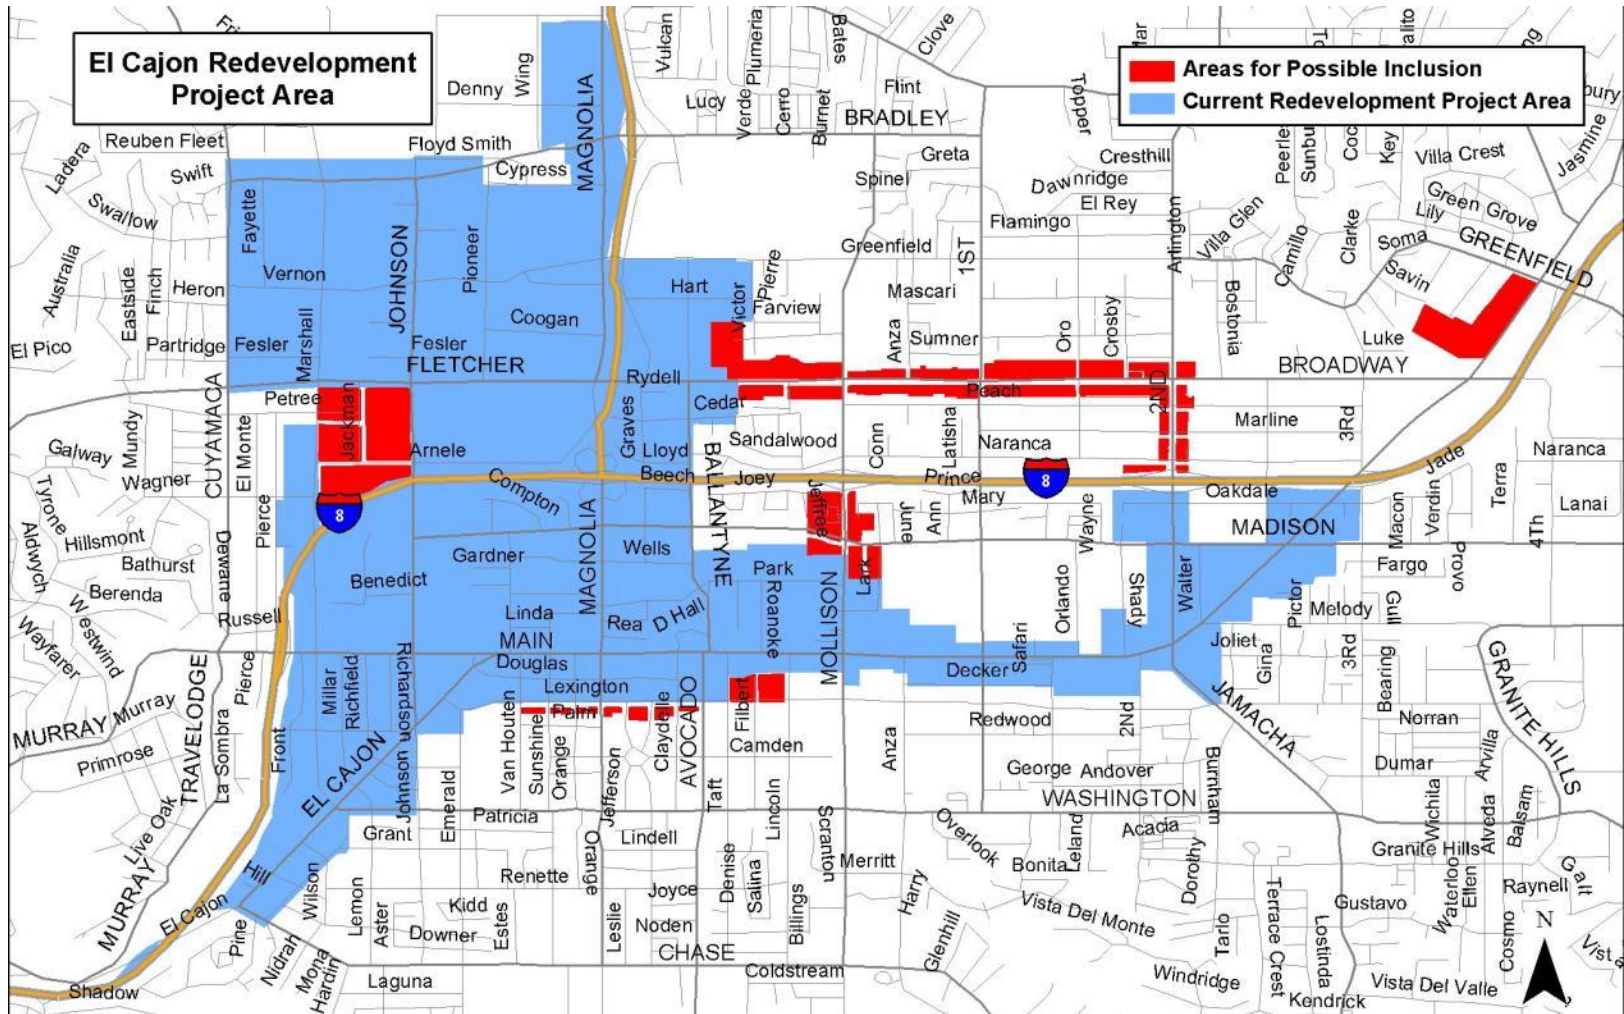 El Cajon Redevelopment
Project Area
Areas for Possible Inclusion
Current Redevelopment Project Area
Denny
Wing
MAGNOLIA
Vulcan
Plumeria
Bates
Clove
Lucy
Verde
Cerro
Burnet
Flint
BRADLEY
Topper
Reuben Fleet
Floyd Smith
Cypress
Ladera
Swift
Swallow
Fayette
Greta
Spinel
Cresthill
Dawnridge
El Rey
Flamingo
Arlington
Peerles
Key
Villa Crest
Jasmine
Green Grove
Lily
Villa Glen
Camillo
Clarke
Soma
GREENFIELD
Savin
Australia
Eastside
Finch
Heron
Vernon
JOHNSON
Pioneer
Greenfield
1ST
Hart
Victor
Pierre
Farview
Mascari
Bostonia
El Pico
Partridge
Fesler
Marshall
Fesler
FLETCHER
Coogan
Anza
Sumner
Oro
Crosby
Luke
BROADWAY
CUYAMACA
Petree
Jackman
Rydell
Cedar
Peach
2ND
Galway
Mundy
Wagner
El Monte
Arnele
Graves
Lloyd
Beech
BALLANTYNE
Sandalwood
Conn
Latisha
Naranca
Marline
3Rd
Naranca
Joey
Prince
Mary
8
8
Oakdale
Jade
Terra
Lanai
Tyrone
Aldwych
Hillsmont
Bathurst
Berenda
Dewane
Pierce
Compton
MAGNOLIA
Gardner
Wells
Jeffree
June
Ann
Wayne
MADISON
Macon
Verdin
4Th
Provo
Fargo
Westwind
Wayfarer
Russell
Benedict
Linda
MAIN
Rea
D Hall
Park
Roanoke
MOLLISON
Lark
Orlando
Shady
Walter
Pictor
Melody
Gull
Safari
Decker
Joliet
Gina
3Rd
Bearing
GRANITE HILLS
MURRAY
Murray
Primrose
TRAVELODGE
Pierce
La Sombra
Front
Millar
Richfield
Richardson
Johnson
Douglas
Lexington
Palm
Van Houten
Sunshine
Orange
Jefferson
Claydelle
AVOCADO
Filbert
Camden
Redwood
2Nd
JAMACHA
Norran
Arvilla
Dumar
EL CAJON
Emerald
Patricia
Taft
Lincoln
Anza
George
Andover
WASHINGTON
Burnham
Wichita
Alveda
Balsam
Live Oak
MURRAY
Hill
El Cajon
Grant
Wilson
Lindell
Orange
Scranton
Merritt
Overlook
Leland
Bonita
Acacia
Dorothy
Granite Hills
Galt
Renette
Joyce
Denise
Salina
Billings
Harry
Vista Del Monte
Terrace Crest
Gustavo
Waterloo
Ellen
Raynell
Lemon
Aster
Kidd
Downer
Estes
Leslie
Noden
CHASE
Glenhill
Tarlo
Lostinda
Cosmo
N
Pine
Nidrah
Mona
Hardin
Laguna
Shadow
Coldstream
Windridge
Kendrick
Vista Del Valle